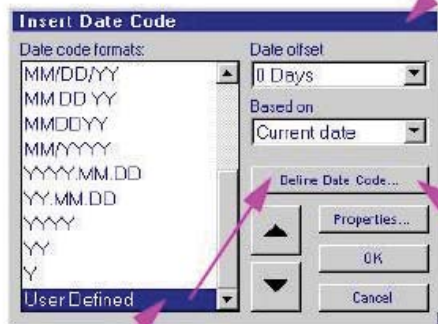 Insert Date Code
Date code formats:
MM/DD/YY
MM DD YY
MMDDYY
MM/YYYY
YYYY.MM.DD
YY.MM.DD
YYYY
YY
Y
User Defined
Date offset
0 Days
Based on
Current date
Define Date Code...
Properties...
OK
Cancel